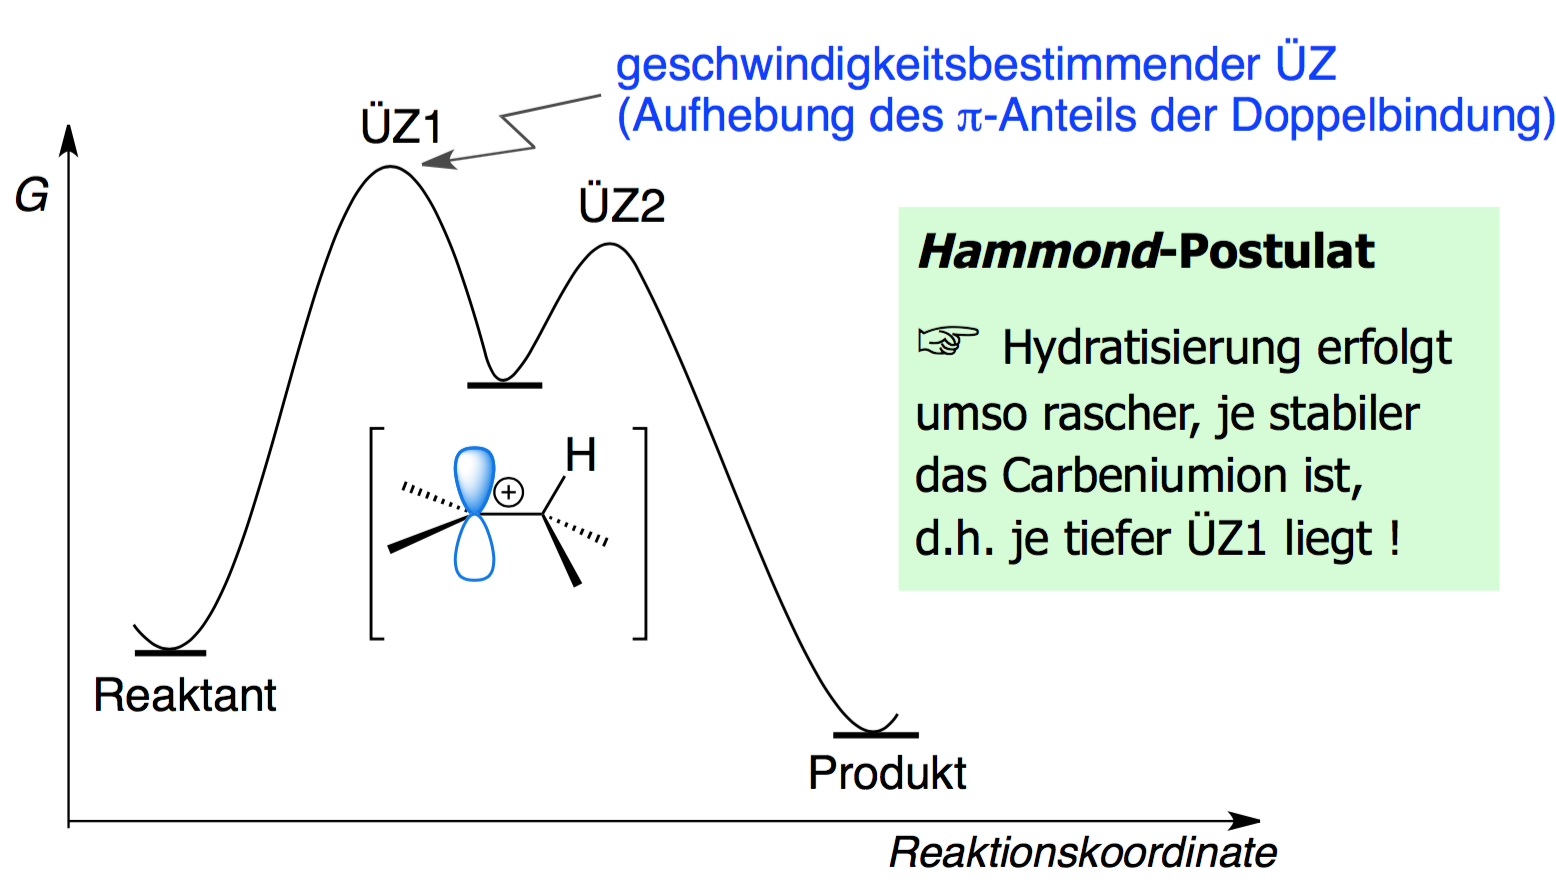 geschwindigkeitsbestimmender ÜZ
(Aufhebung des π-Anteils der Doppelbindung)
ÜZ1
G
ÜZ2
Hammond-Postulat
☞ Hydratisierung erfolgt
umso rascher, je stabiler
das Carbeniumion ist,
d.h. je tiefer ÜZ1 liegt !
H
+
Reaktant
Produkt
Reaktionskoordinate